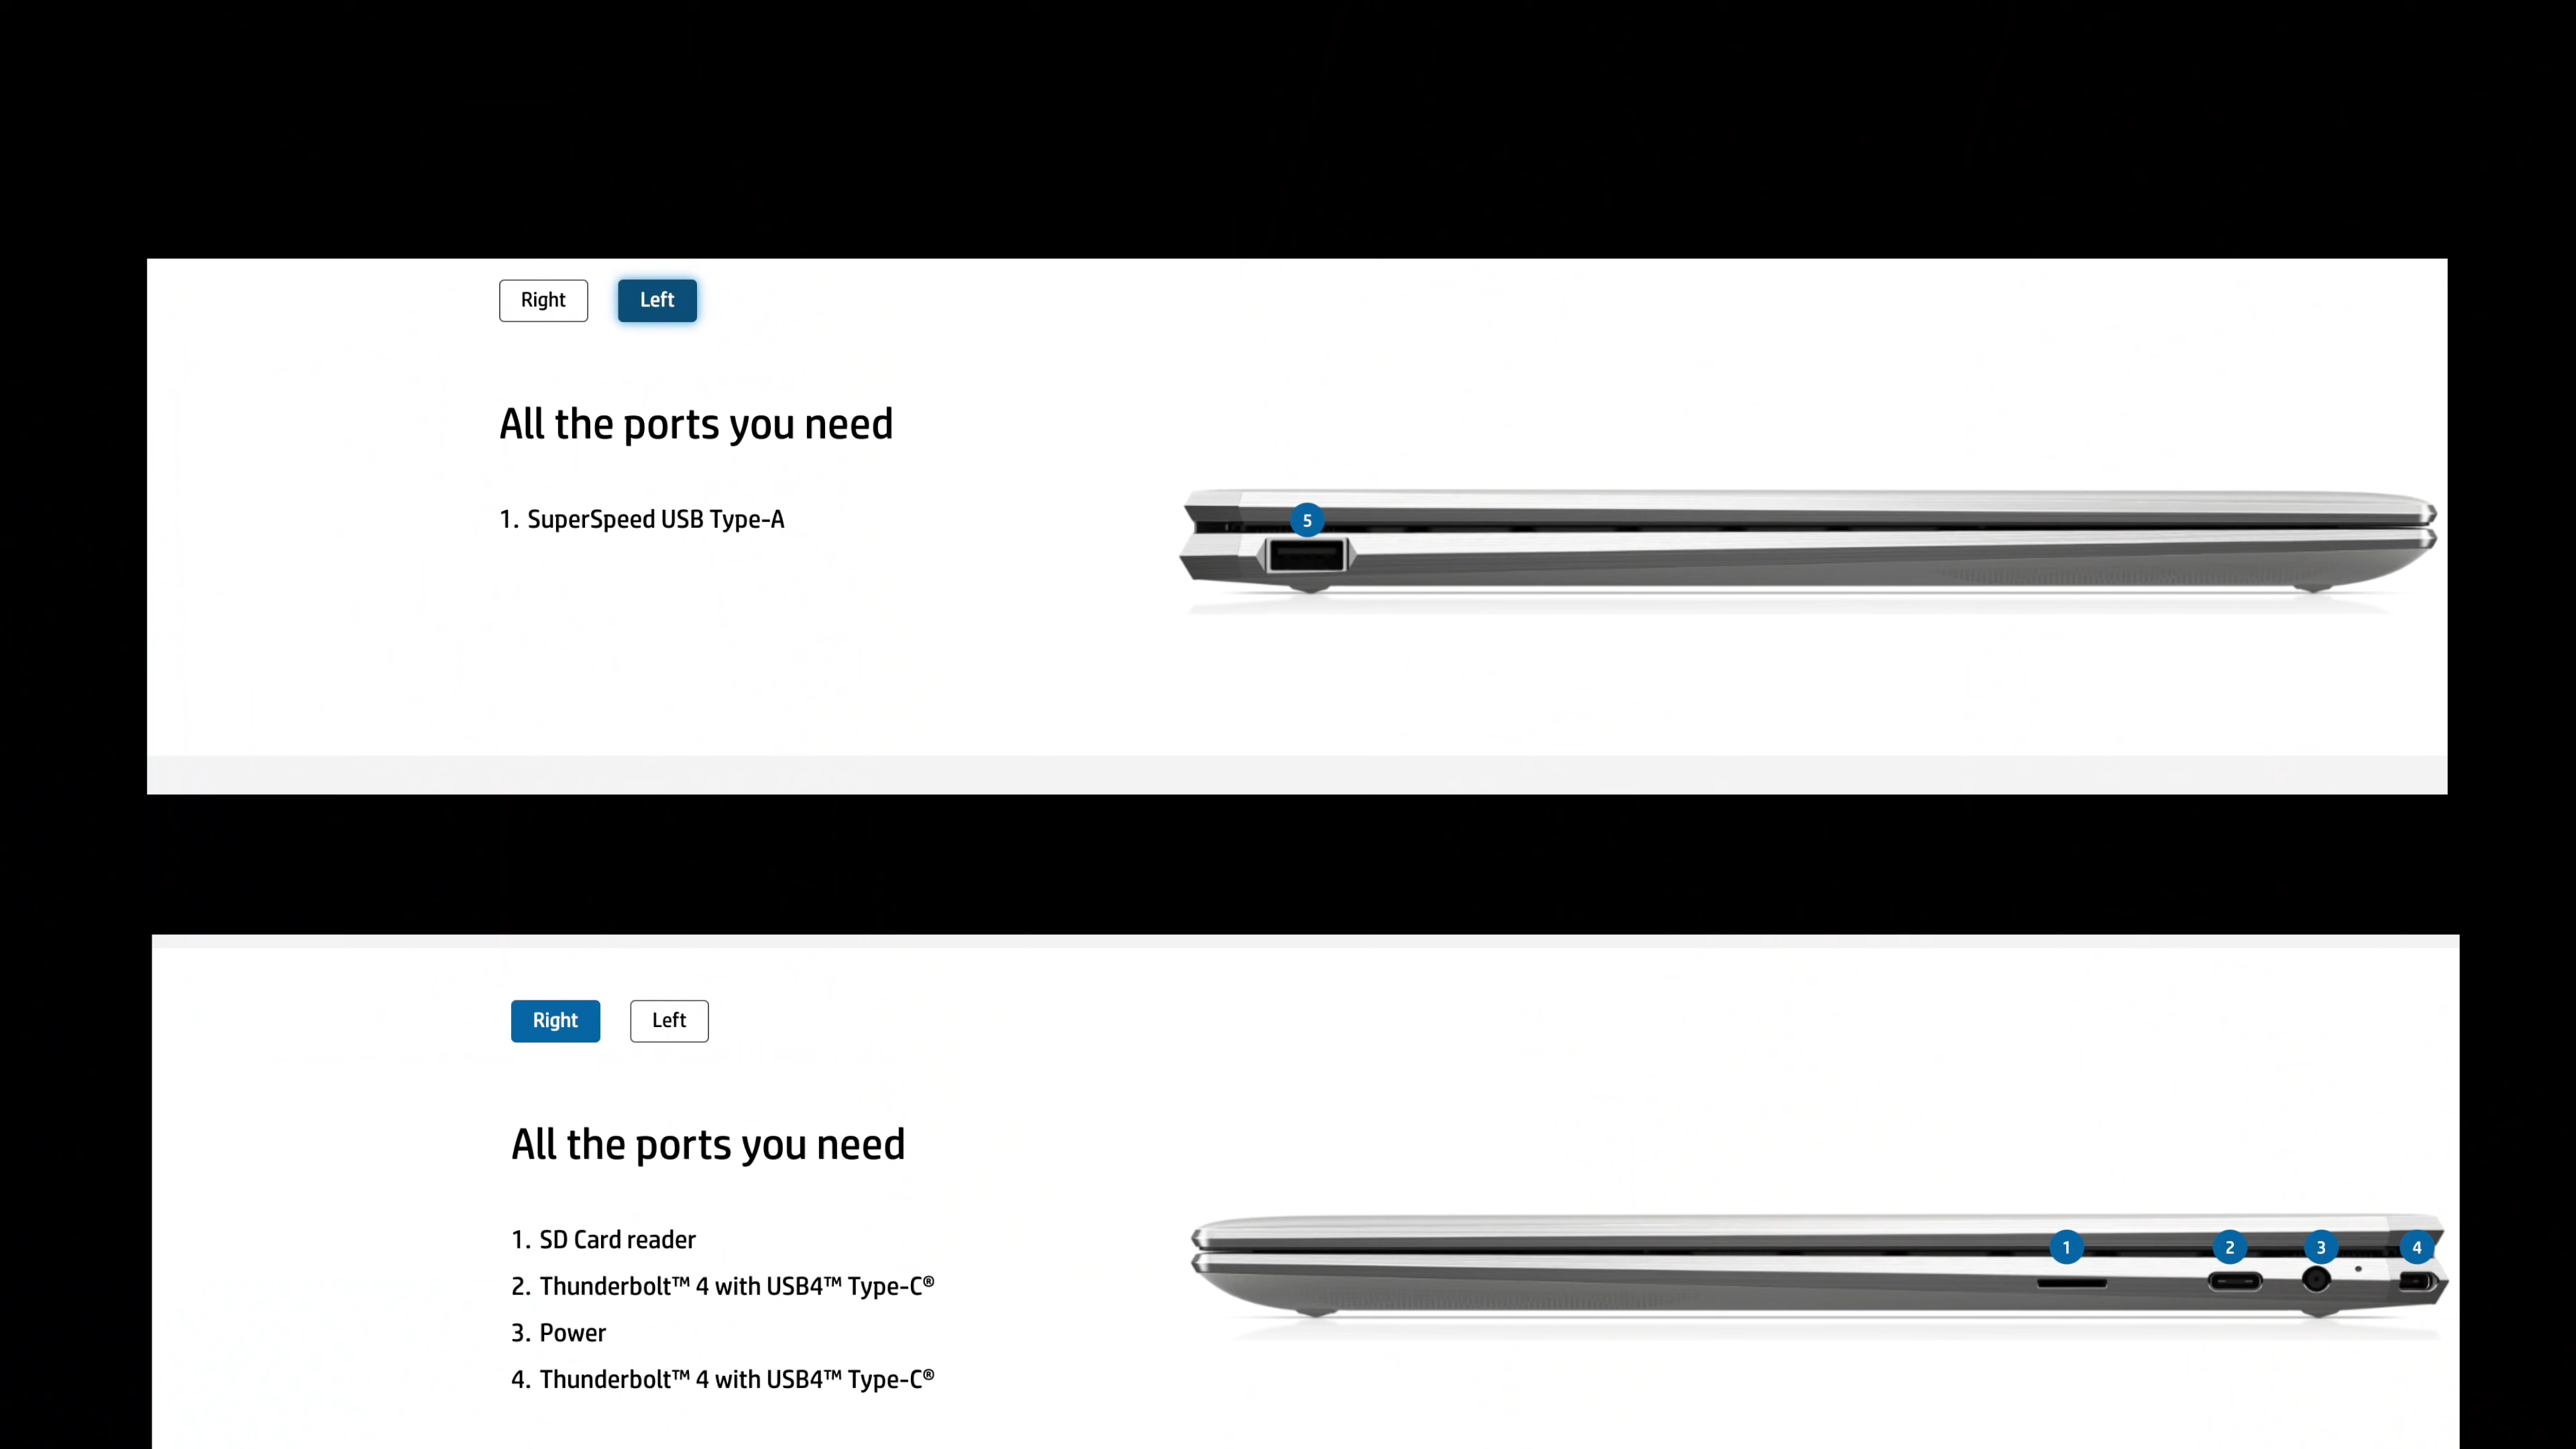 Right
Left
All the ports you need
1. SuperSpeed USB Type-A
5
Right
Left
All the ports you need
1. SD Card reader
2. Thunderbolt™ 4 with USB4™ Type-C®
3. Power
4. Thunderbolt™ 4 with USB4™ Type-C®
1 2 3 4